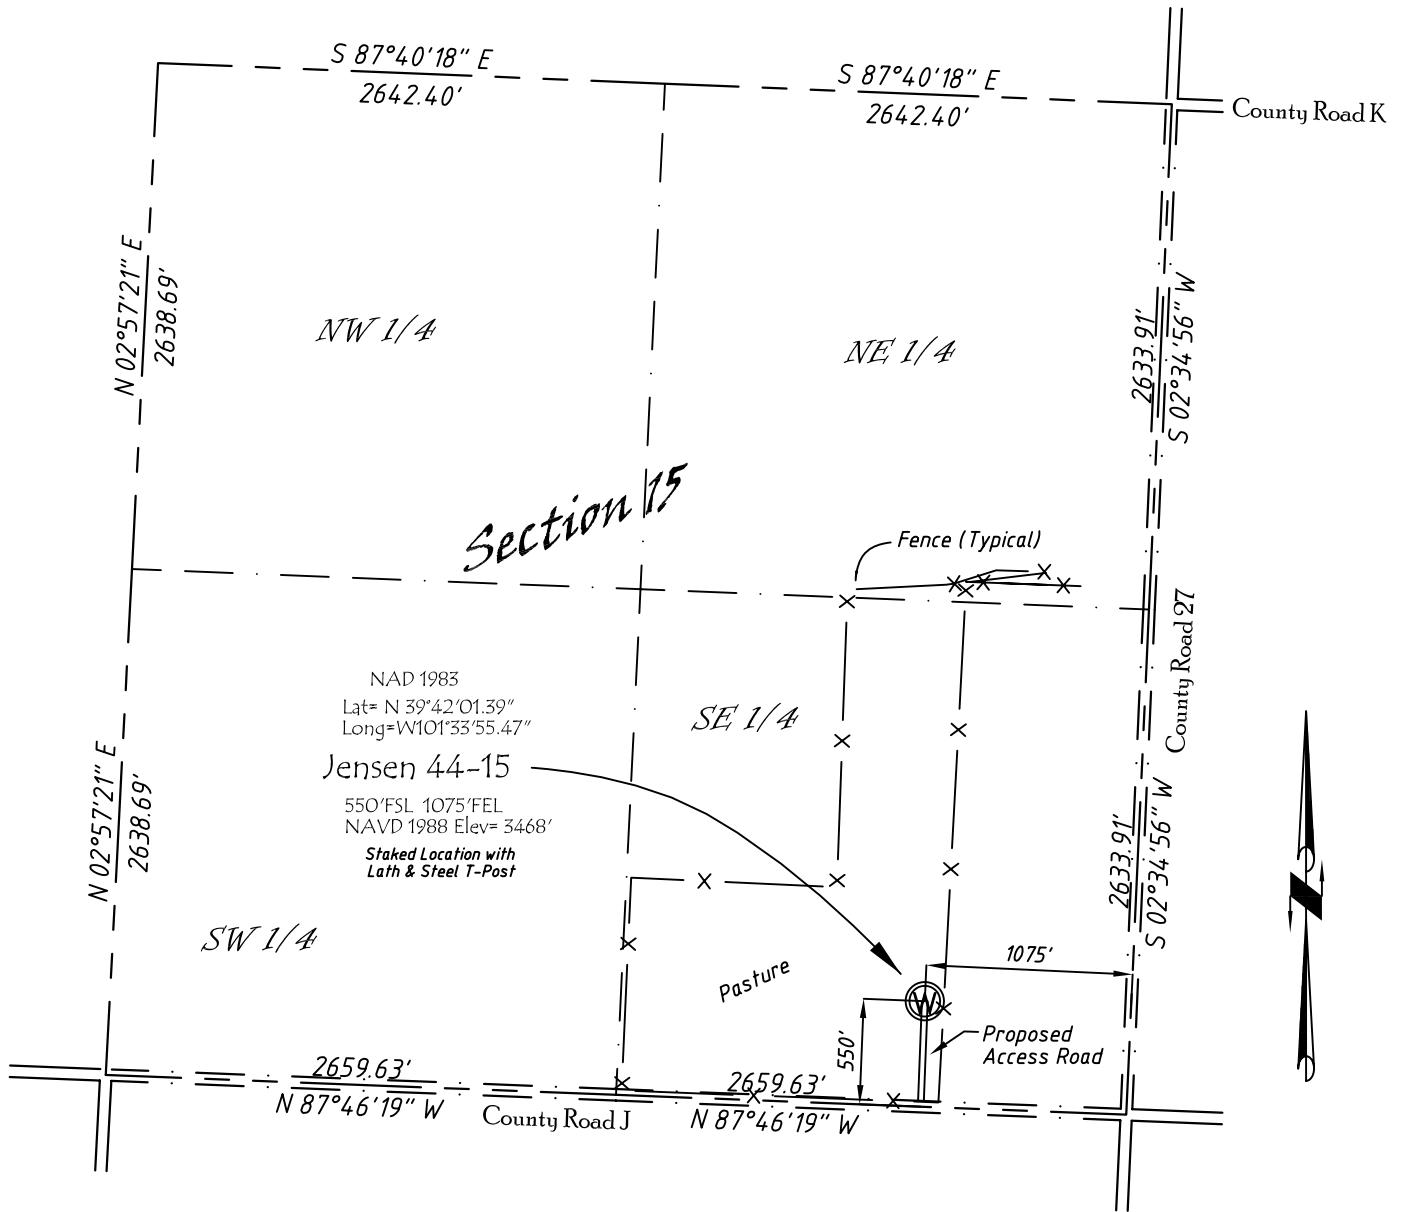 S 87°40'18" E
2642.40'
S 87°40'18" E
2642.40'
County Road K
N 02°57'21" E
2638.69'
NW 1/4
NE 1/4
2633.91'
S 02°34'56" W
Section 15
Fence (Typical)
County Road 27
NAD 1983
Lat= N 39°42'01.39"
Long=W101°33'55.47"
Jensen 44-15
550'FSL 1075'FEL
NAVD 1988 Elev= 3468'
Staked Location with
Lath & Steel T-Post
SE 1/4
N 02°57'21" E
2638.69'
2633.91'
S 02°34'56" W
SW 1/4
Pasture
1075'
W
550'
Proposed
Access Road
2659.63'
N 87°46'19" W
County Road J
2659.63'
N 87°46'19" W